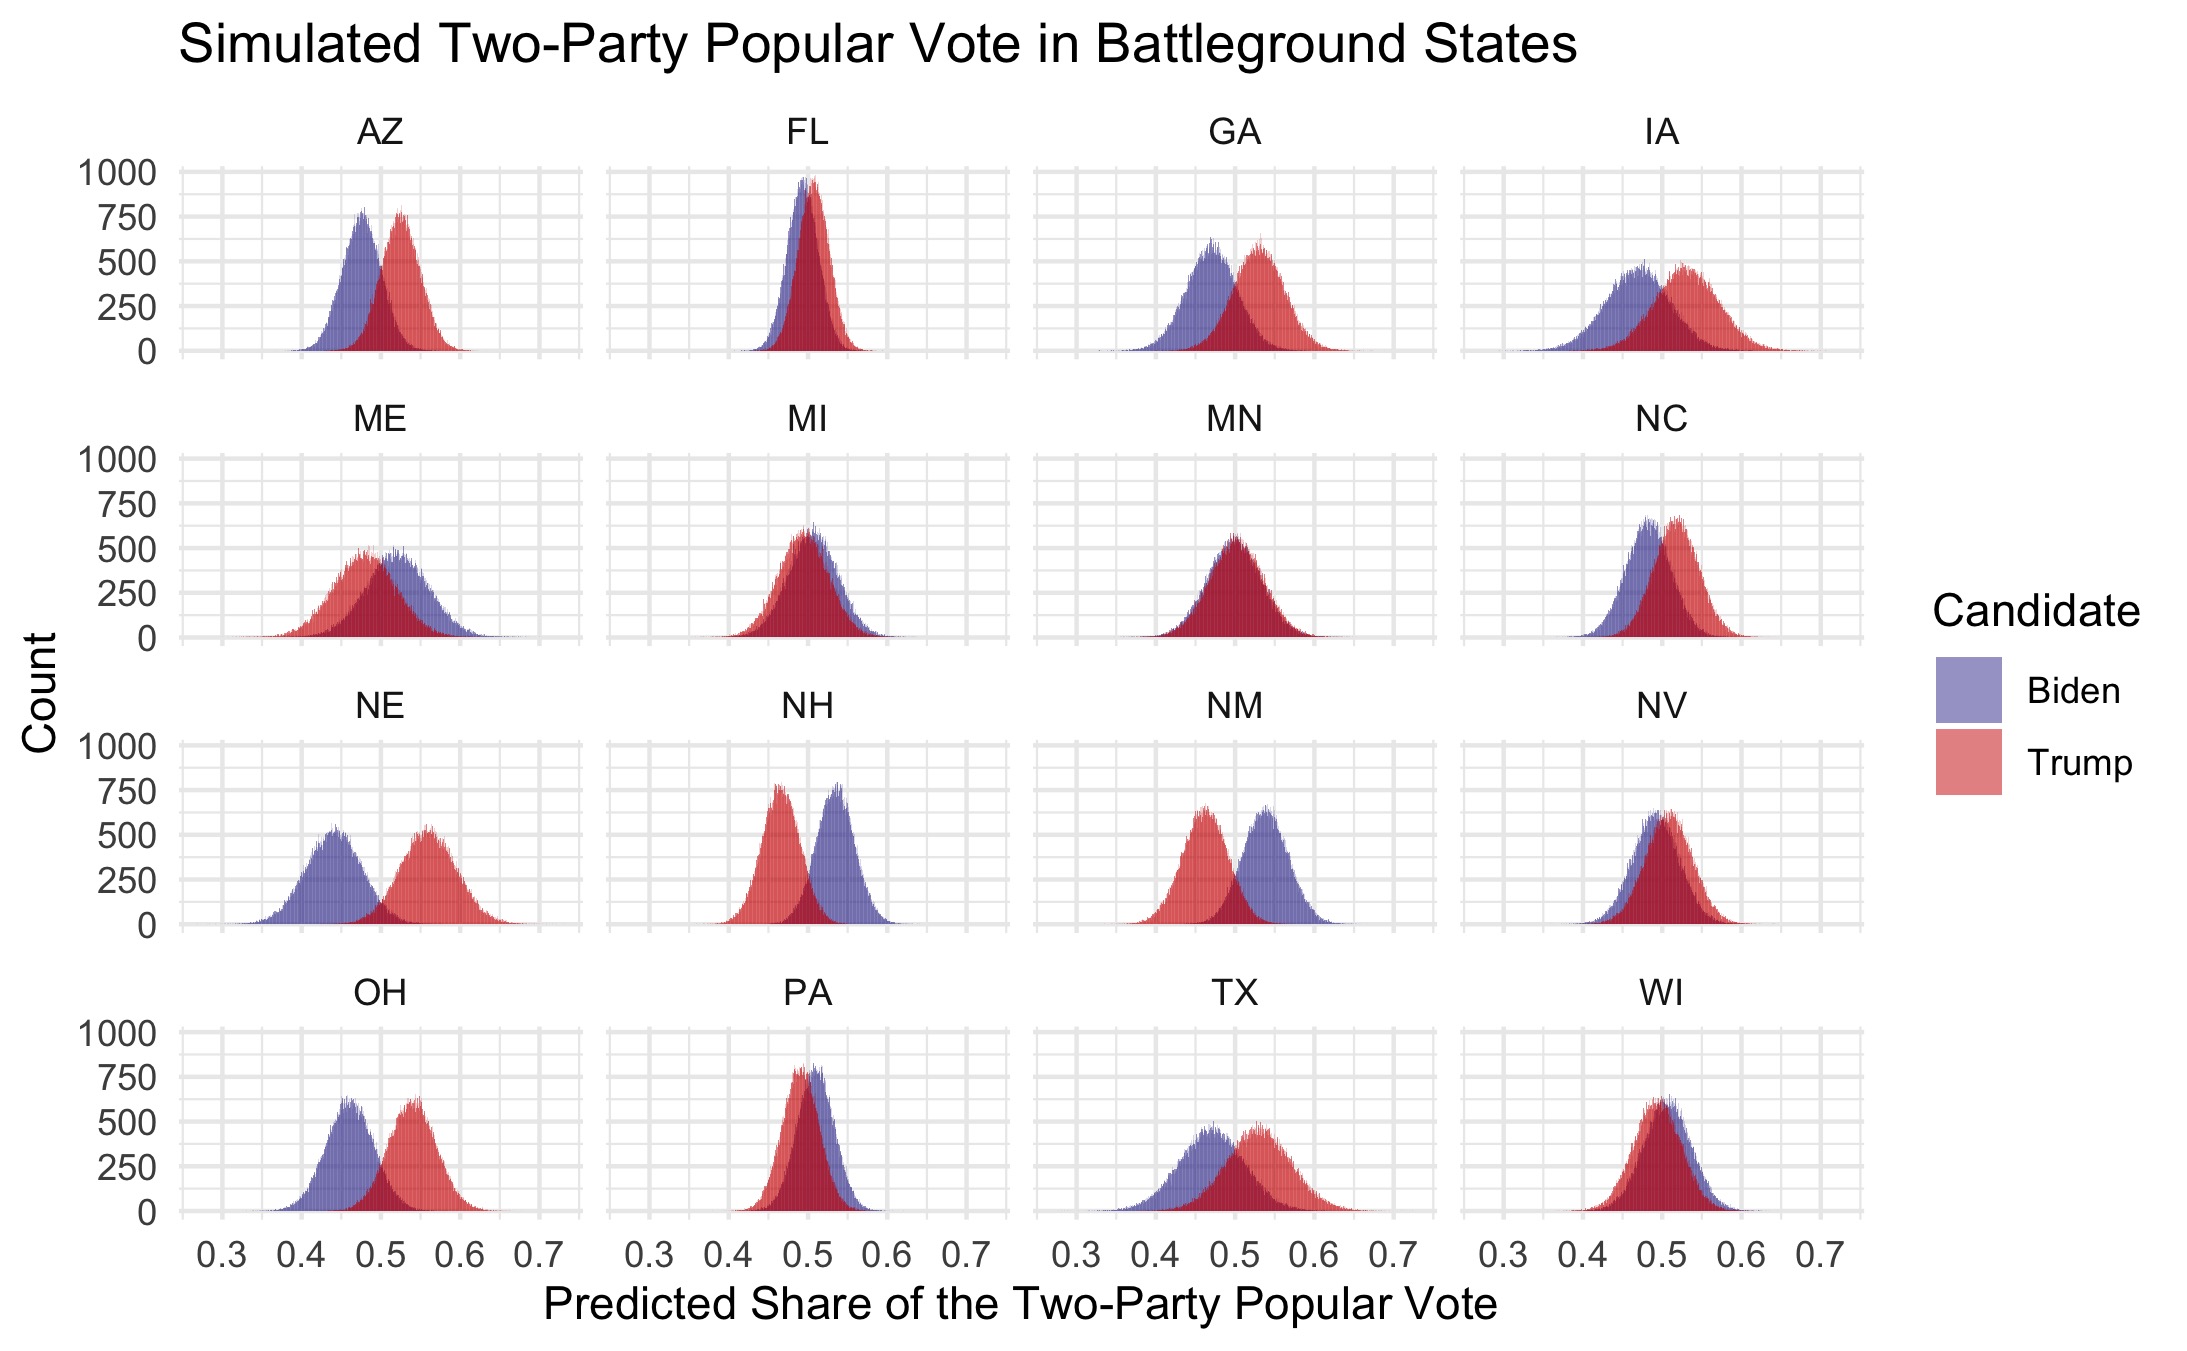 Simulated Two-Party Popular Vote in Battleground States
AZ FL GA IA
1000
750
500
250
0
ME MI MN NC
1000
750
500
250
0
NE NH NM NV
1000
750
500
250
0
OH PA TX WI
1000
750
500
250
0
0.3 0.4 0.5 0.6 0.7 0.3 0.4 0.5 0.6 0.7 0.3 0.4 0.5 0.6 0.7 0.3 0.4 0.5 0.6 0.7
Predicted Share of the Two-Party Popular Vote
Count
Candidate
Biden
Trump